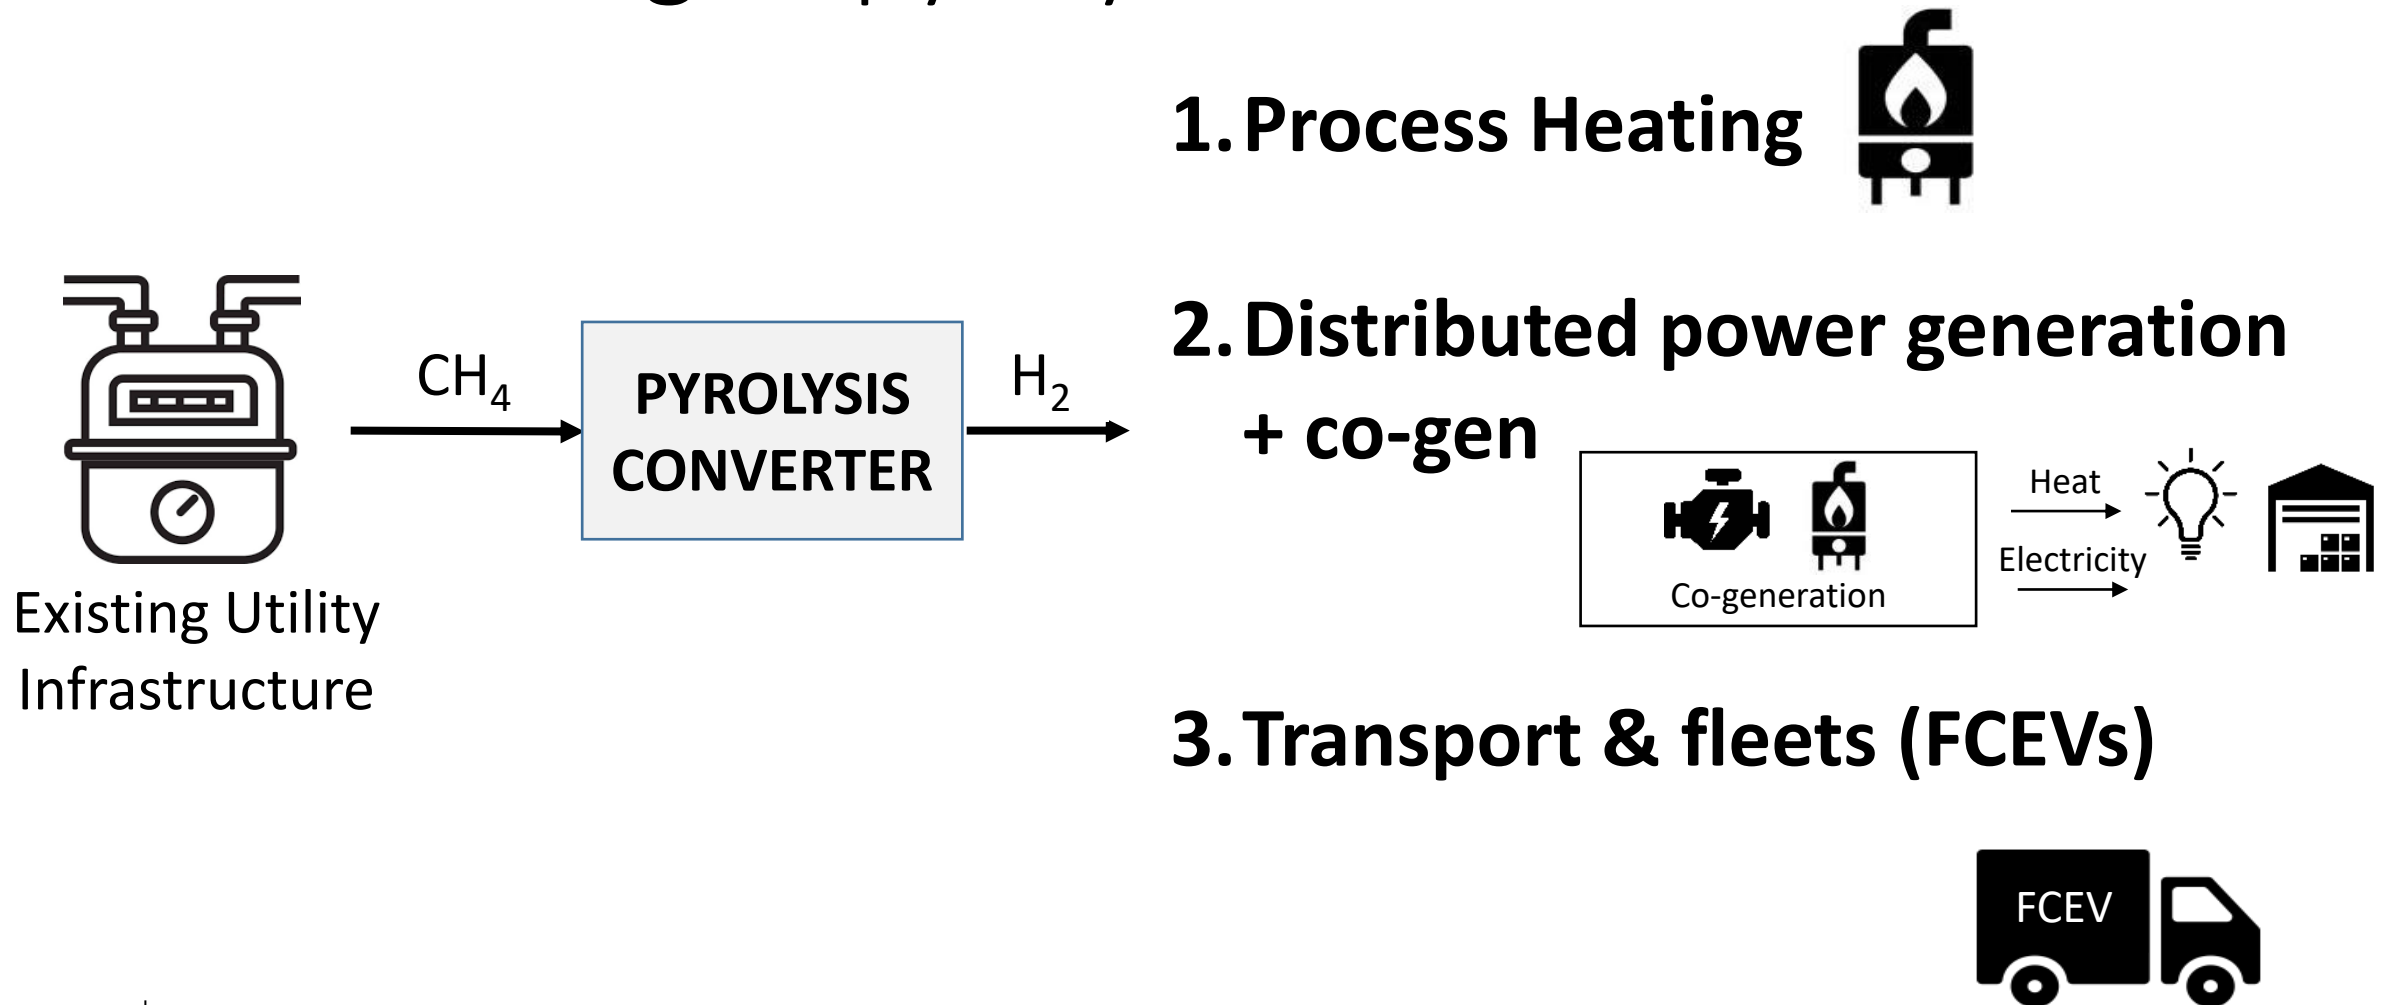 1. Process Heating
CH₄
PYROLYSIS
CONVERTER
H₂
Existing Utility
Infrastructure
2. Distributed power generation
+ co-gen
Co-generation
Heat
Electricity
3. Transport & fleets (FCEVs)
FCEV